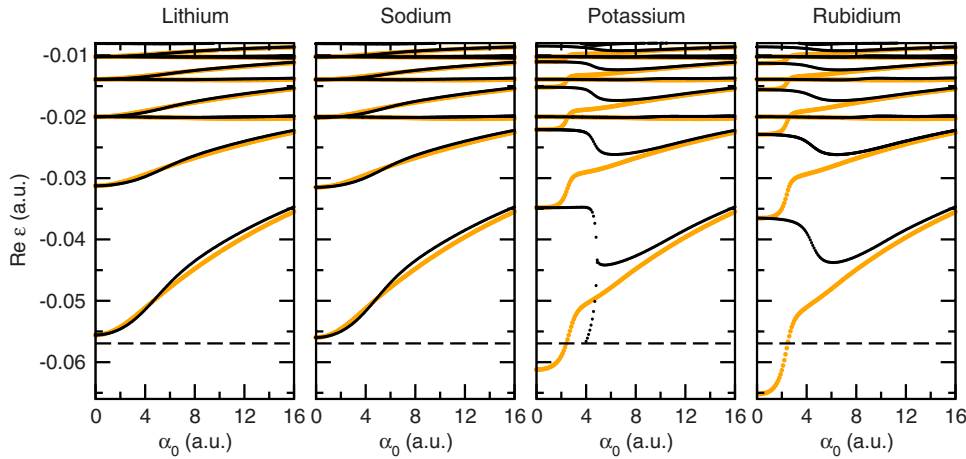 Lithium Sodium Potassium Rubidium
-0.01
-0.02
-0.03
-0.04
-0.05
-0.06
Re ε (a.u.)
0 4 8 12 16 0 4 8 12 16 0 4 8 12 16 0 4 8 12 16
α₀ (a.u.) α₀ (a.u.) α₀ (a.u.) α₀ (a.u.)